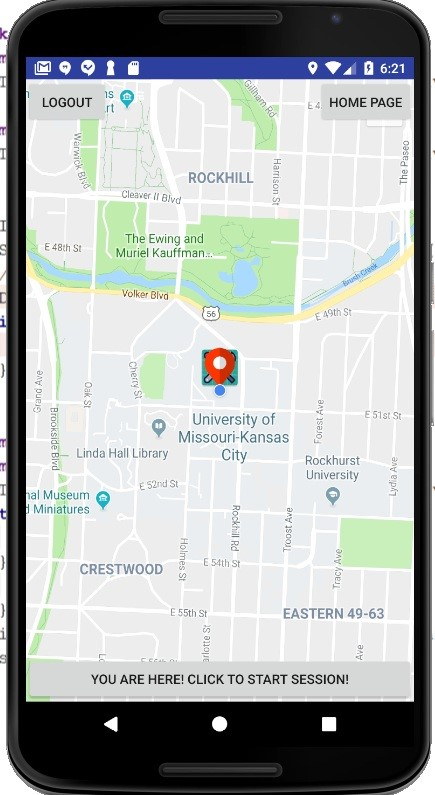 6:21
LOGOUT
HOME PAGE
Gillham Rd
E 4
Warwick Blvd
ROCKHILL
Harrison St
The Paseo
Cleaver II Blvd
The Ewing and
Muriel Kauffman...
E 48th St
Brush Creek
Volker Blvd
56
E 49th St
Cherry St
Grand Ave
Oak St
Brookside Blvd
University of
Missouri-Kansas
City
E 51st St
Forest Ave
Linda Hall Library
Rockhurst
University
Lydia Ave
E 52nd St
nal Museum
d Miniatures
Rockhill Rd
Troost Ave
Holmes St
E 54th St
Tracy Ave
CRESTWOOD
E 55th St
EASTERN 49-63
arlotte St
Ave
YOU ARE HERE! CLICK TO START SESSION!